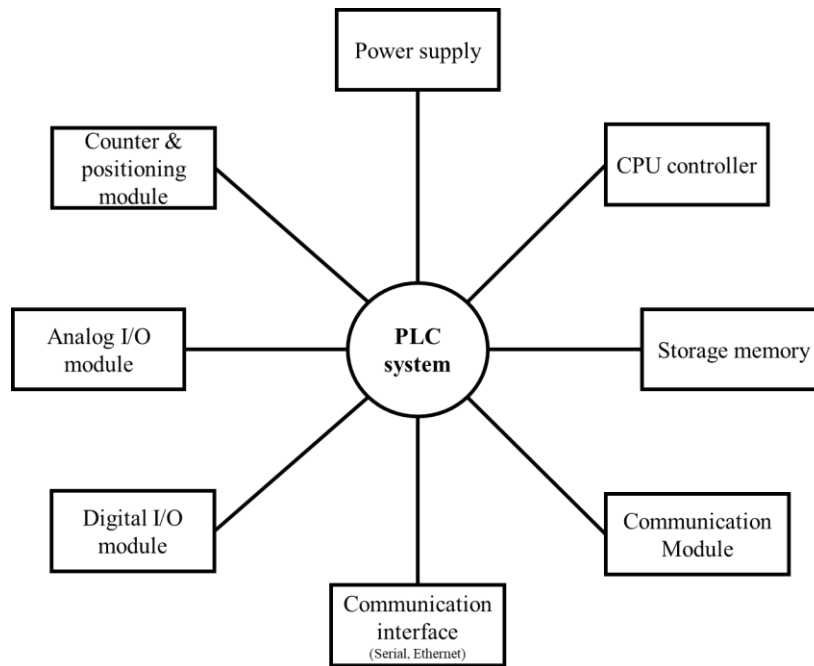 Power supply
Counter &
positioning
module
CPU controller
Analog I/O
module
PLC
system
Storage memory
Digital I/O
module
Communication
Module
Communication
interface
(Serial, Ethernet)